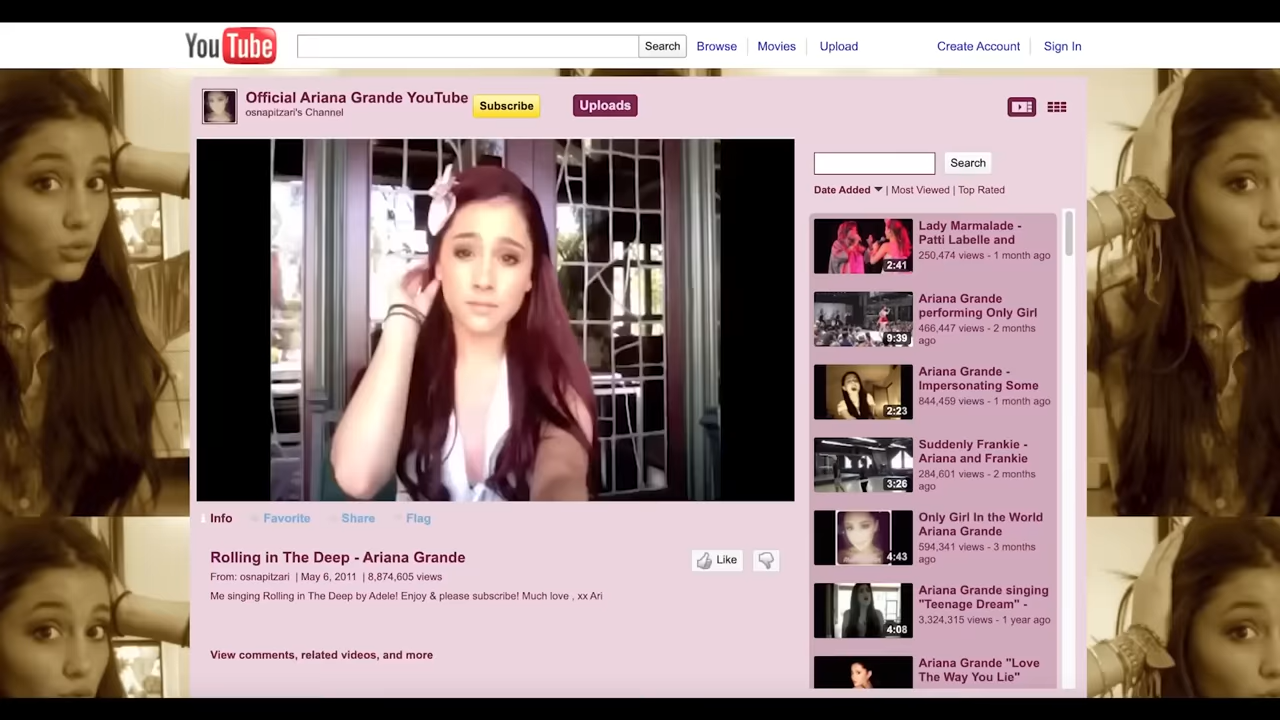 YouTube
Search
Browse
Movies
Upload
Create Account
Sign In
Official Ariana Grande YouTube
osnapitzari's Channel
Subscribe
Uploads
Search
Date Added | Most Viewed | Top Rated
Lady Marmalade -
Patti Labelle and
250,474 views - 1 month ago
2:41
Ariana Grande
performing Only Girl
466,447 views - 2 months
ago
9:39
Ariana Grande -
Impersonating Some
844,459 views - 1 month ago
2:23
Suddenly Frankie -
Ariana and Frankie
284,601 views - 2 months
ago
3:26
Only Girl In the World
Ariana Grande
594,341 views - 3 months
ago
4:43
Ariana Grande singing
"Teenage Dream" -
3,324,315 views - 1 year ago
4:08
Ariana Grande "Love
The Way You Lie"
Info
Favorite
Share
Flag
Rolling in The Deep - Ariana Grande
From: osnapitzari | May 6, 2011 | 8,874,605 views
Me singing Rolling in The Deep by Adele! Enjoy & please subscribe! Much love , xx Ari
Like
View comments, related videos, and more